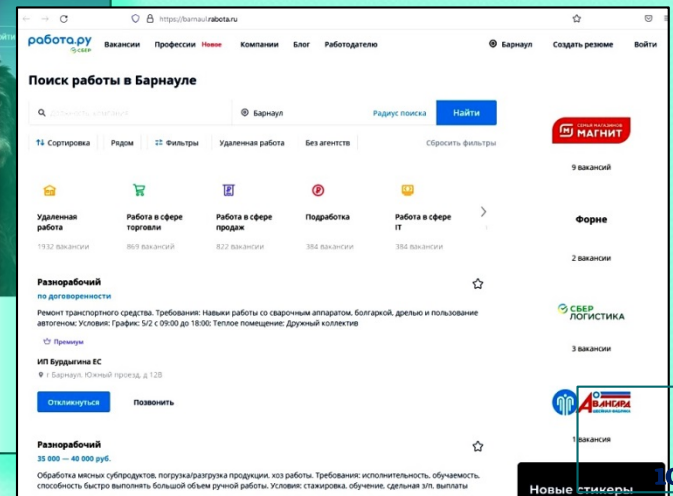 https://barnaul.rabota.ru
работа.ру
СБЕР
Вакансии Профессии Новое Компании Блог Работодателю Барнаул Создать резюме Войти
Поиск работы в Барнауле
Барнаул Радиус поиска Найти
Сортировка Рядом Фильтры Удаленная работа Без агентств Сбросить фильтры
Удаленная работа
1932 вакансии
Работа в сфере торговли
869 вакансий
Работа в сфере продаж
822 вакансии
Подработка
384 вакансии
Работа в сфере IT
384 вакансии
Разнорабочий
по договоренности
Ремонт транспортного средства. Требования: Навыки работы со сварочным аппаратом, болгаркой, дрелью и пользование
автогеном; Условия: График: 5/2 с 09:00 до 18:00; Теплое помещение; Дружный коллектив
Премиум
ИП Бурдыгина ЕС
г Барнаул, Южный проезд, д 12В
Откликнуться Позвонить
Разнорабочий
35 000 — 40 000 руб.
Обработка мясных субпродуктов, погрузка/разгрузка продукции, хоз работы. Требования: исполнительность, обучаемость,
способность быстро выполнять большой объем ручной работы. Условия: стажировка, обучение, сдельная з/п, выплаты
СЕМЬЯ МАГАЗИНОВ
МАГНИТ
9 вакансий
Форне
2 вакансии
СБЕР
ЛОГИСТИКА
3 вакансии
АВАНГАРД
ШВЕЙНАЯ ФАБРИКА
1 вакансия
Новые стикеры
10